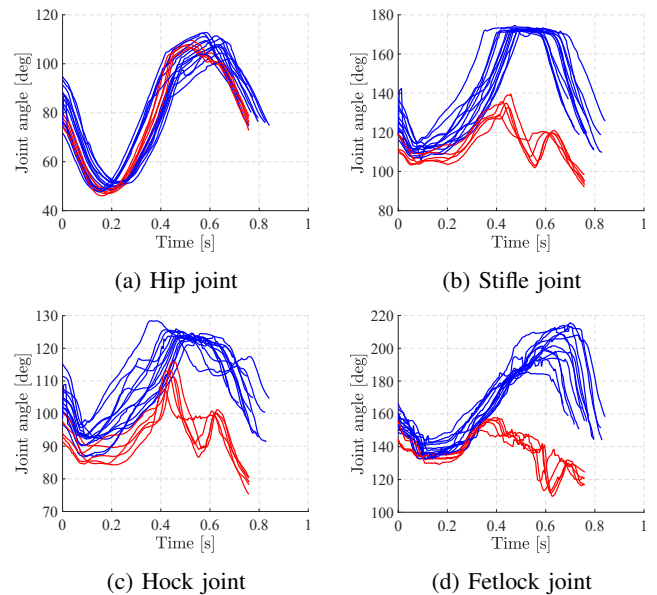 120
100
80
60
40
0 0.2 0.4 0.6 0.8 1
Joint angle [deg]
Time [s]
(a) Hip joint
180
160
140
120
100
80
0 0.2 0.4 0.6 0.8 1
Joint angle [deg]
Time [s]
(b) Stifle joint
130
120
110
100
90
80
70
0 0.2 0.4 0.6 0.8 1
Joint angle [deg]
Time [s]
(c) Hock joint
220
200
180
160
140
120
100
0 0.2 0.4 0.6 0.8 1
Joint angle [deg]
Time [s]
(d) Fetlock joint